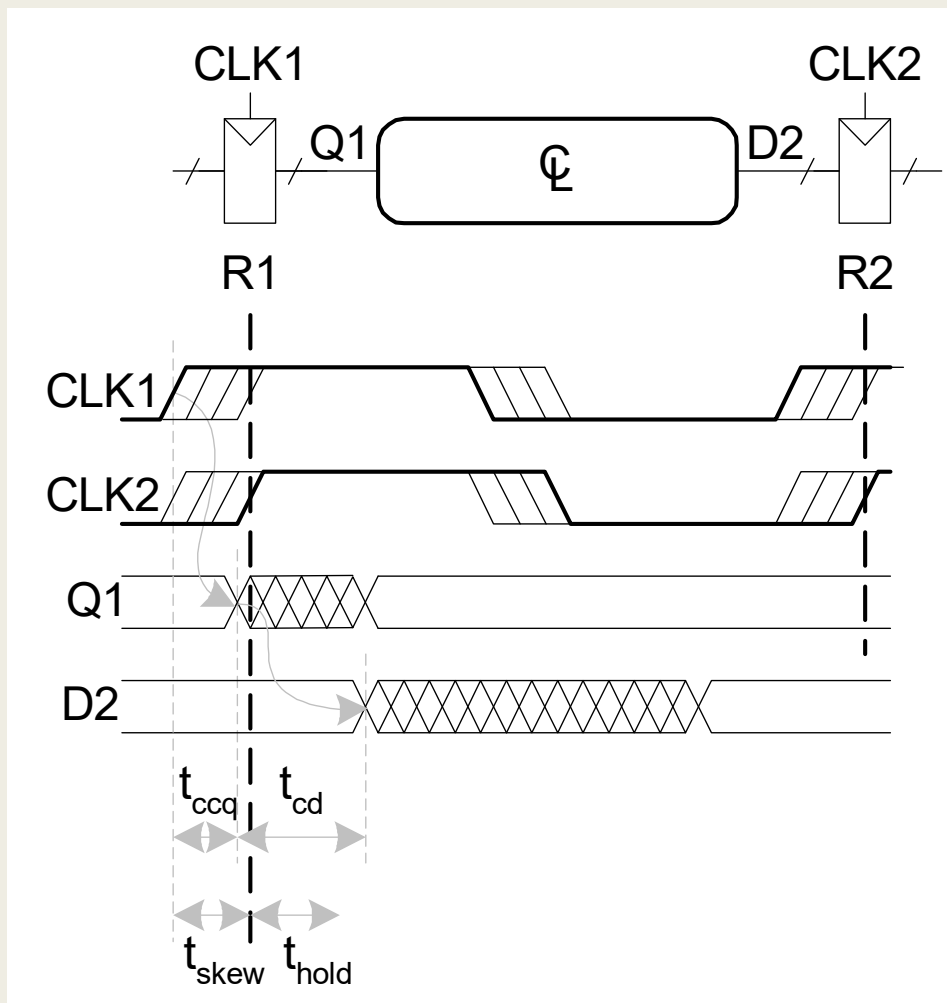 CLK1 CLK2
Q1 CL D2
R1 R2
CLK1
CLK2
Q1
D2
tccq tcd
tskew thold